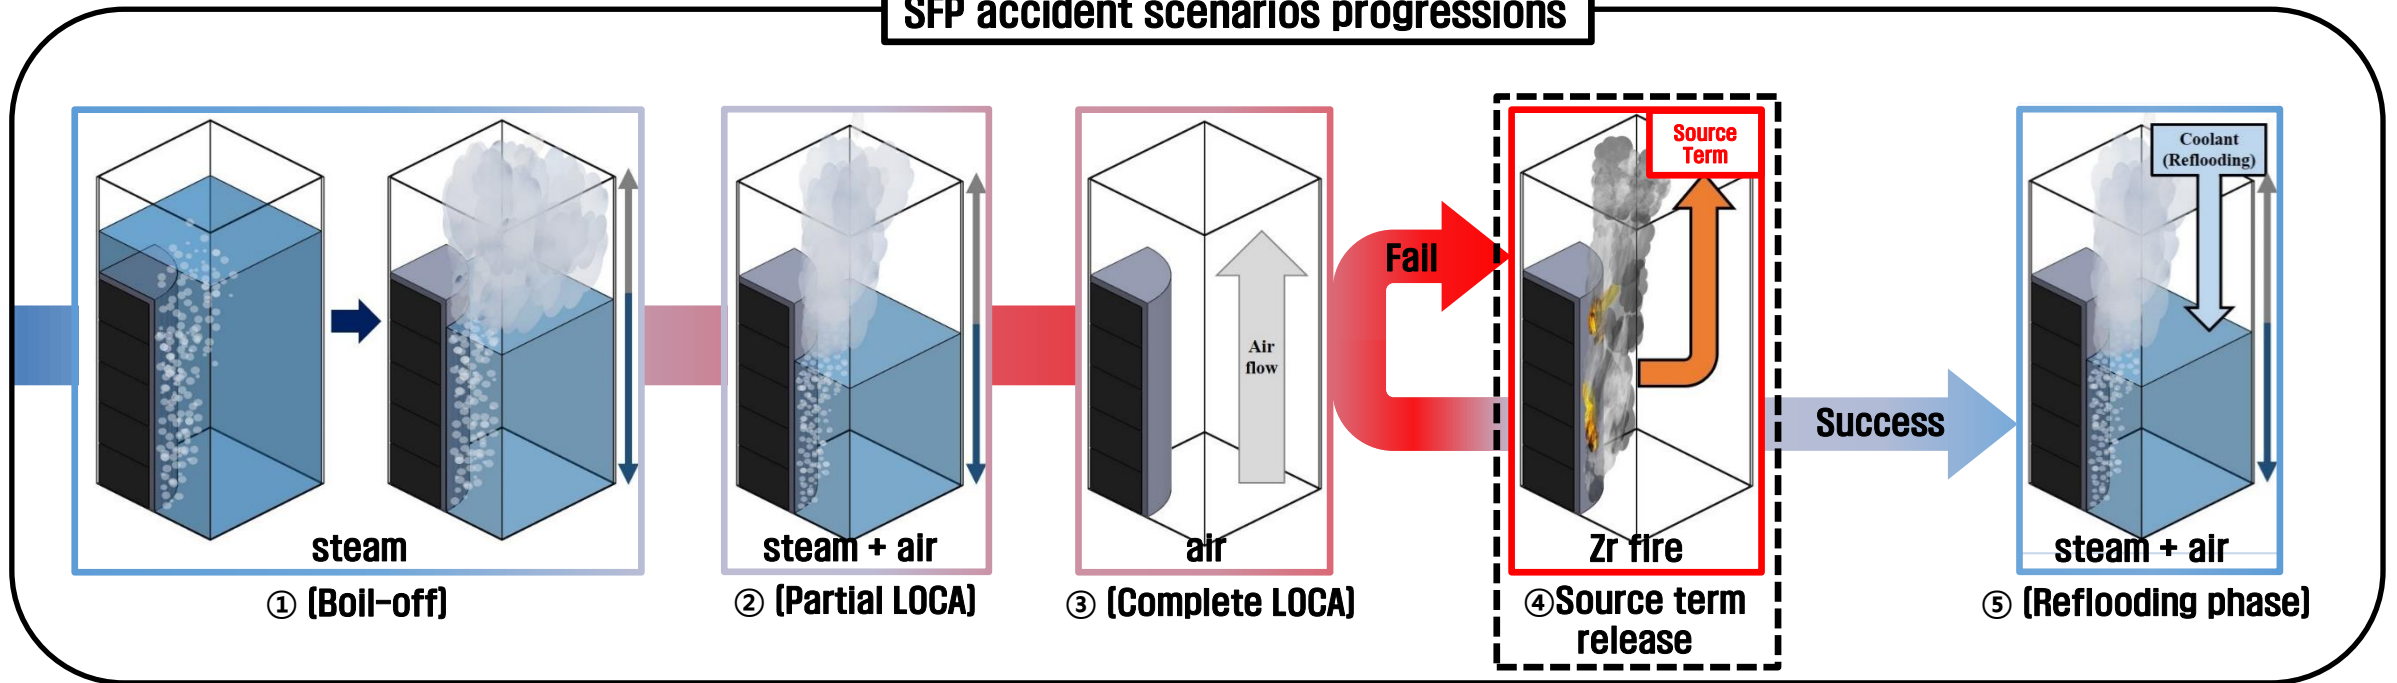 SFP accident scenarios progressions
steam
① (Boil-off)
steam + air
② (Partial LOCA)
Air
flow
air
③ (Complete LOCA)
Fail
Source
Term
Zr fire
④Source term
release
Success
Coolant
(Reflooding)
steam + air
⑤ (Reflooding phase)